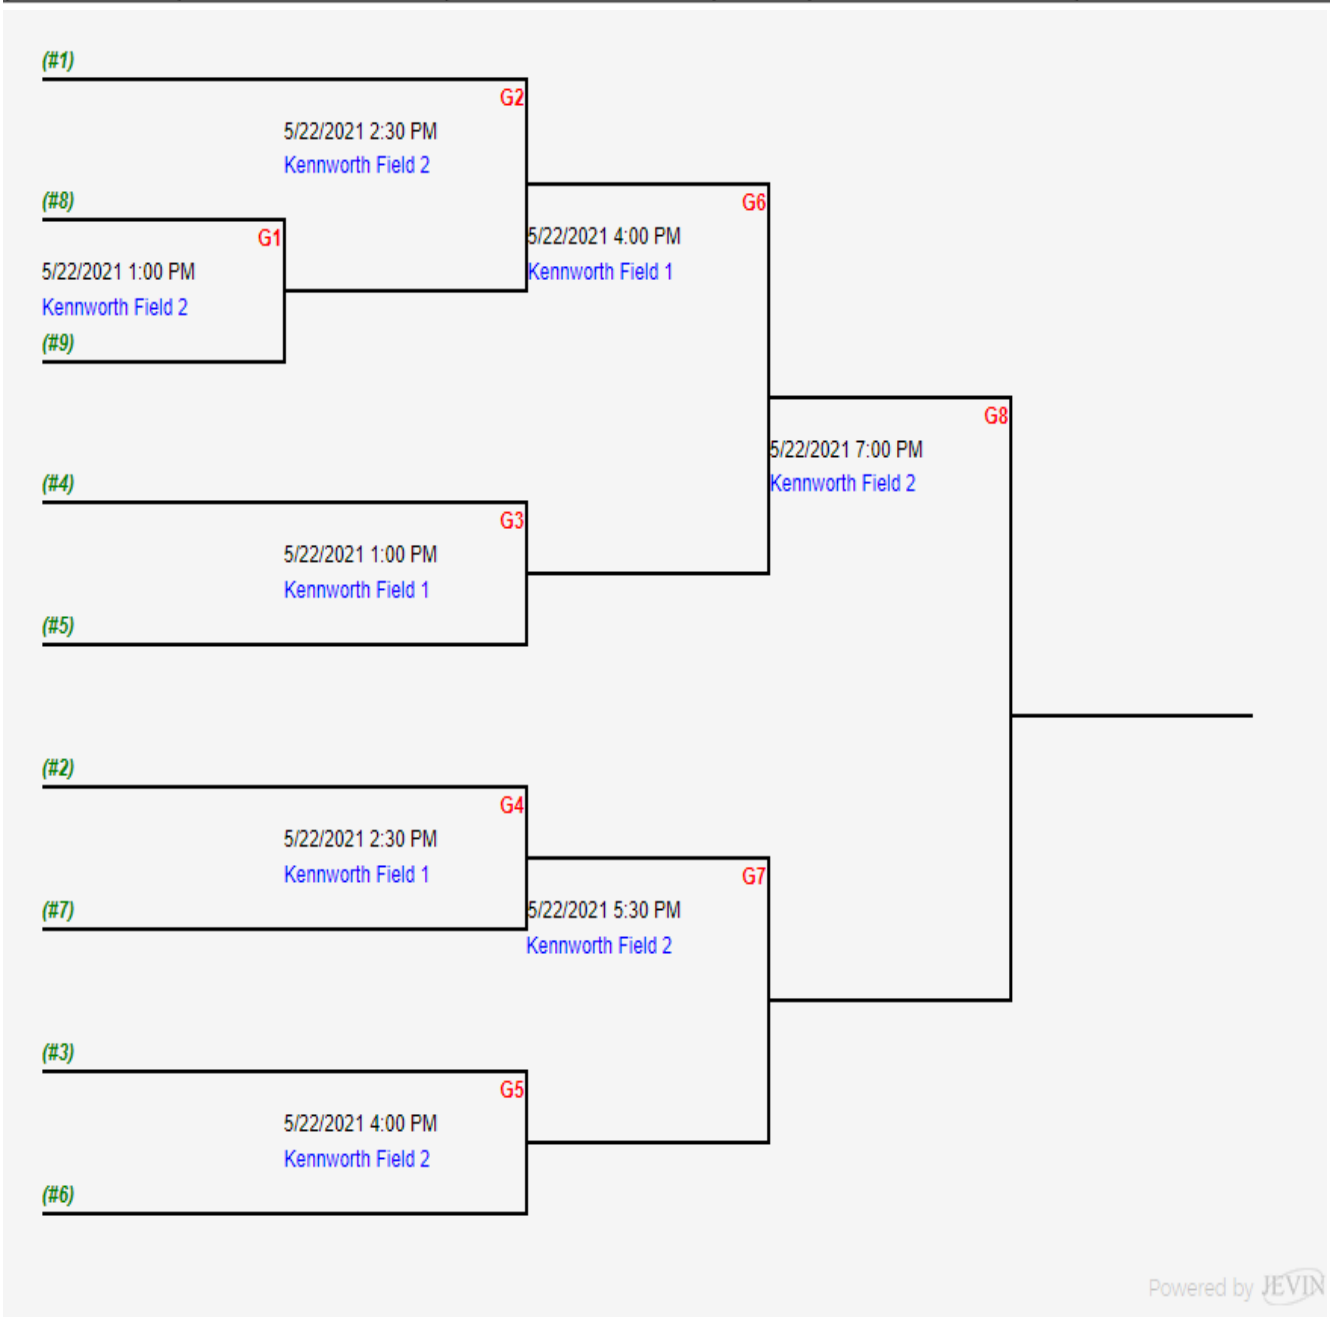 (#1)
G2
5/22/2021 2:30 PM
Kennworth Field 2
(#8)
G6
G1
5/22/2021 4:00 PM
5/22/2021 1:00 PM
Kennworth Field 1
Kennworth Field 2
(#9)
G8
5/22/2021 7:00 PM
(#4)
Kennworth Field 2
G3
5/22/2021 1:00 PM
Kennworth Field 1
(#5)
(#2)
G4
5/22/2021 2:30 PM
Kennworth Field 1
G7
(#7)
5/22/2021 5:30 PM
Kennworth Field 2
(#3)
G5
5/22/2021 4:00 PM
Kennworth Field 2
(#6)
Powered by JEVIN